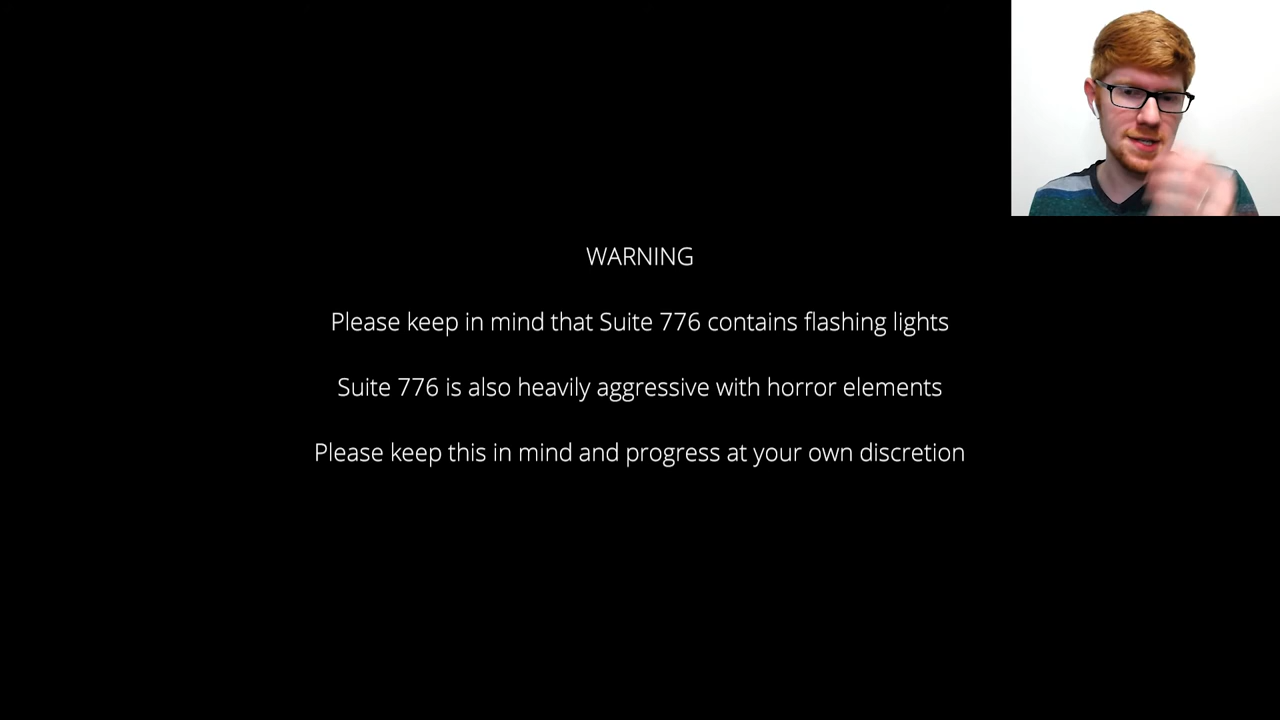 WARNING
Please keep in mind that Suite 776 contains flashing lights
Suite 776 is also heavily aggressive with horror elements
Please keep this in mind and progress at your own discretion